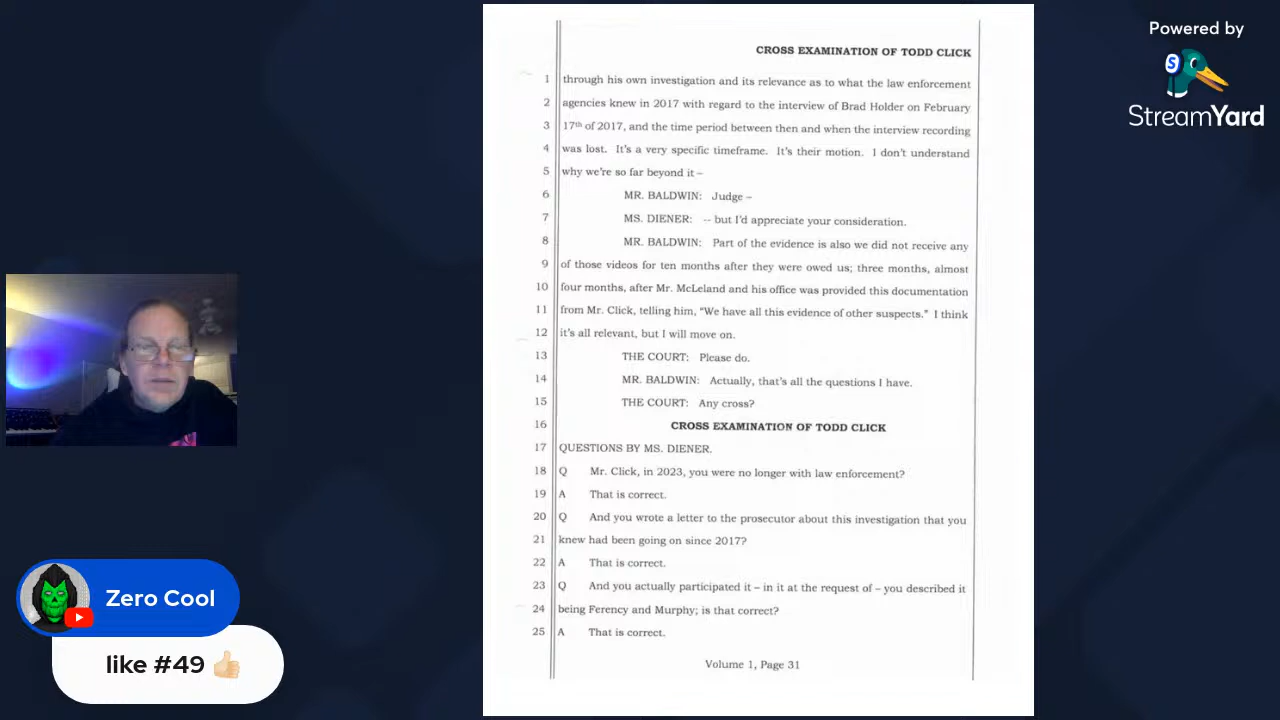 CROSS EXAMINATION OF TODD CLICK
1 through his own investigation and its relevance as to what the law enforcement
2 agencies knew in 2017 with regard to the interview of Brad Holder on February
3 17th of 2017, and the time period between then and when the interview recording
4 was lost. It's a very specific timeframe. It's their motion. I don't understand
5 why we're so far beyond it –
6 MR. BALDWIN: Judge –
7 MS. DIENER: -- but I'd appreciate your consideration.
8 MR. BALDWIN: Part of the evidence is also we did not receive any
9 of those videos for ten months after they were owed us; three months, almost
10 four months, after Mr. McLeland and his office was provided this documentation
11 from Mr. Click, telling him, “We have all this evidence of other suspects.” I think
12 it's all relevant, but I will move on.
13 THE COURT: Please do.
14 MR. BALDWIN: Actually, that's all the questions I have.
15 THE COURT: Any cross?
16 CROSS EXAMINATION OF TODD CLICK
17 QUESTIONS BY MS. DIENER.
18 Q Mr. Click, in 2023, you were no longer with law enforcement?
19 A That is correct.
20 Q And you wrote a letter to the prosecutor about this investigation that you
21 knew had been going on since 2017?
22 A That is correct.
23 Q And you actually participated it – in it at the request of – you described it
24 being Ferency and Murphy; is that correct?
25 A That is correct.
Volume 1, Page 31
Powered by
S
StreamYard
Zero Cool
like #49 👍🏻